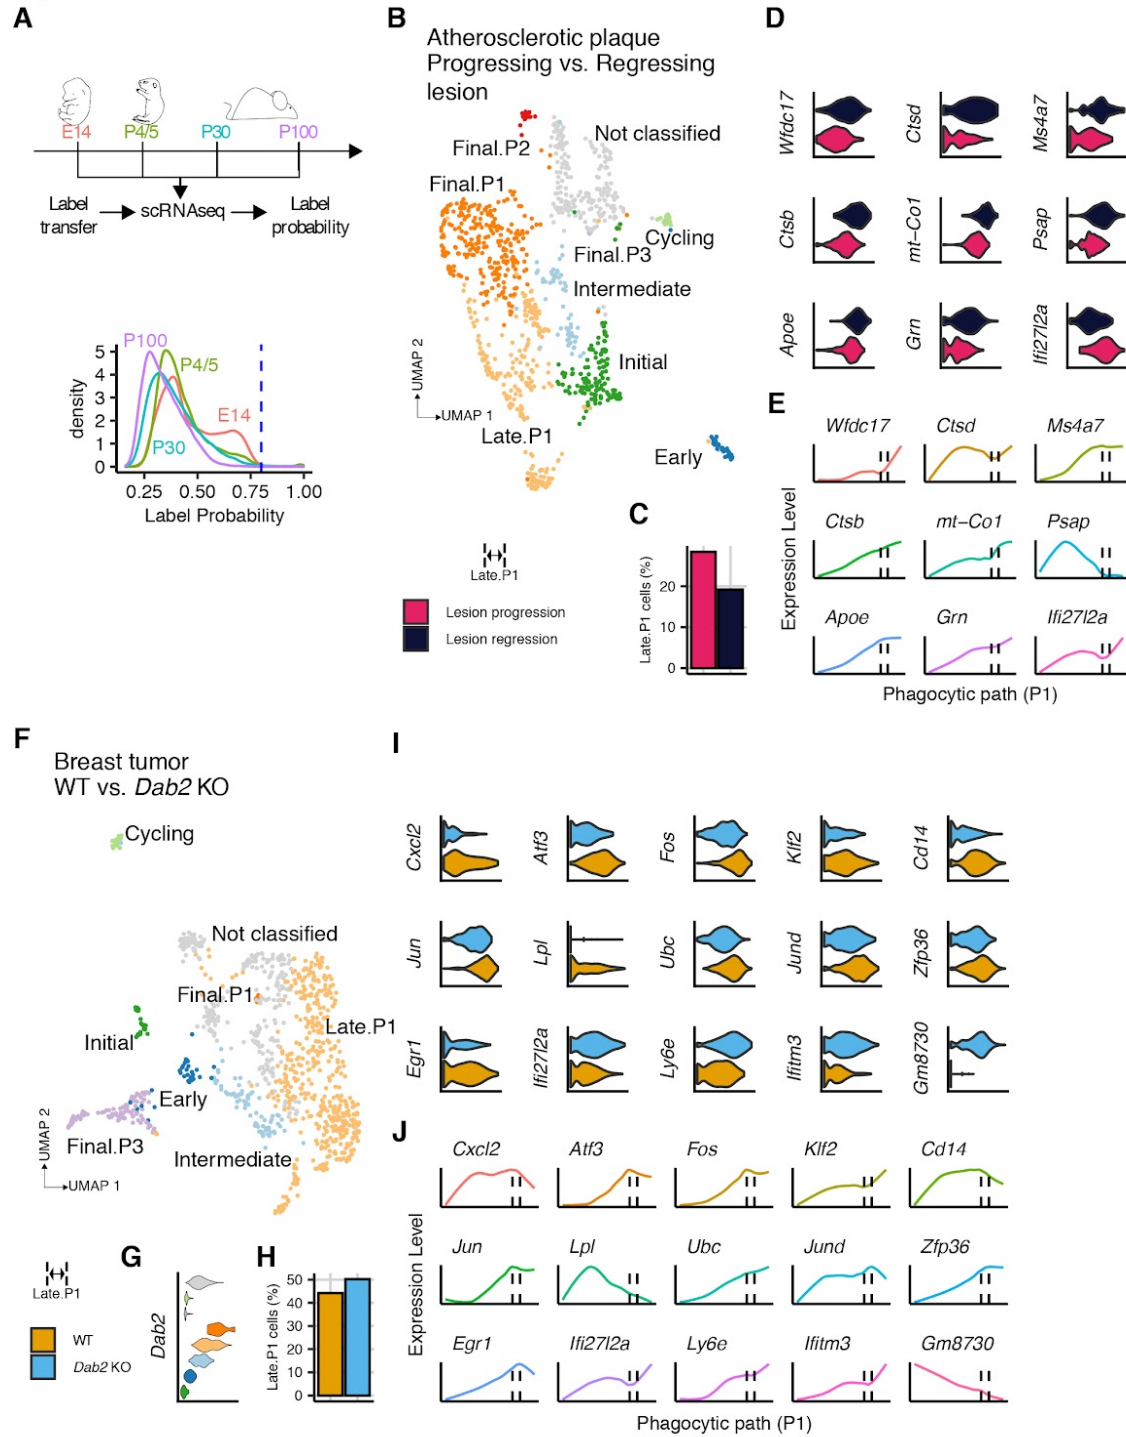 A
E14
P4/5
P30
P100
Label
transfer
scRNAseq
Label
probability
P100
P4/5
E14
P30
density
5
4
3
2
1
0
0.25
0.50
0.75
1.00
Label Probability
B
Atherosclerotic plaque
Progressing vs. Regressing
lesion
Not classified
Final.P2
Final.P1
Cycling
Final.P3
Intermediate
Initial
Late.P1
Early
UMAP 2
UMAP 1
Late.P1
Lesion progression
Lesion regression
C
Late.P1 cells (%)
20
10
0
D
Wfdc17
Ctsd
Ms4a7
Ctsb
mt-Co1
Psap
Apoe
Grn
Ifi27l2a
E
Expression Level
Wfdc17
Ctsd
Ms4a7
Ctsb
mt-Co1
Psap
Apoe
Grn
Ifi27l2a
Phagocytic path (P1)
F
Breast tumor
WT vs. Dab2 KO
Cycling
Not classified
Final.P1
Late.P1
Initial
Early
Final.P3
Intermediate
UMAP 2
UMAP 1
Late.P1
WT
Dab2 KO
G
Dab2
H
Late.P1 cells (%)
50
40
30
20
10
0
I
Cxcl2
Atf3
Fos
Klf2
Cd14
Jun
Lpl
Ubc
Jund
Zfp36
Egr1
Ifi27l2a
Ly6e
Ifitm3
Gm8730
J
Expression Level
Cxcl2
Atf3
Fos
Klf2
Cd14
Jun
Lpl
Ubc
Jund
Zfp36
Egr1
Ifi27l2a
Ly6e
Ifitm3
Gm8730
Phagocytic path (P1)